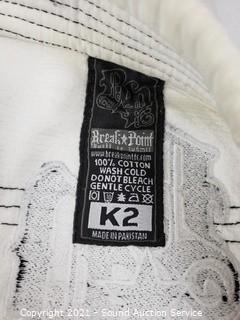 Break★Point
www.breakpointfc.com
100% COTTON
WASH COLD
DO NOT BLEACH
GENTLE CYCLE
K2
MADE IN PAKISTAN
© Copyright 2021 - Sound Auction Service